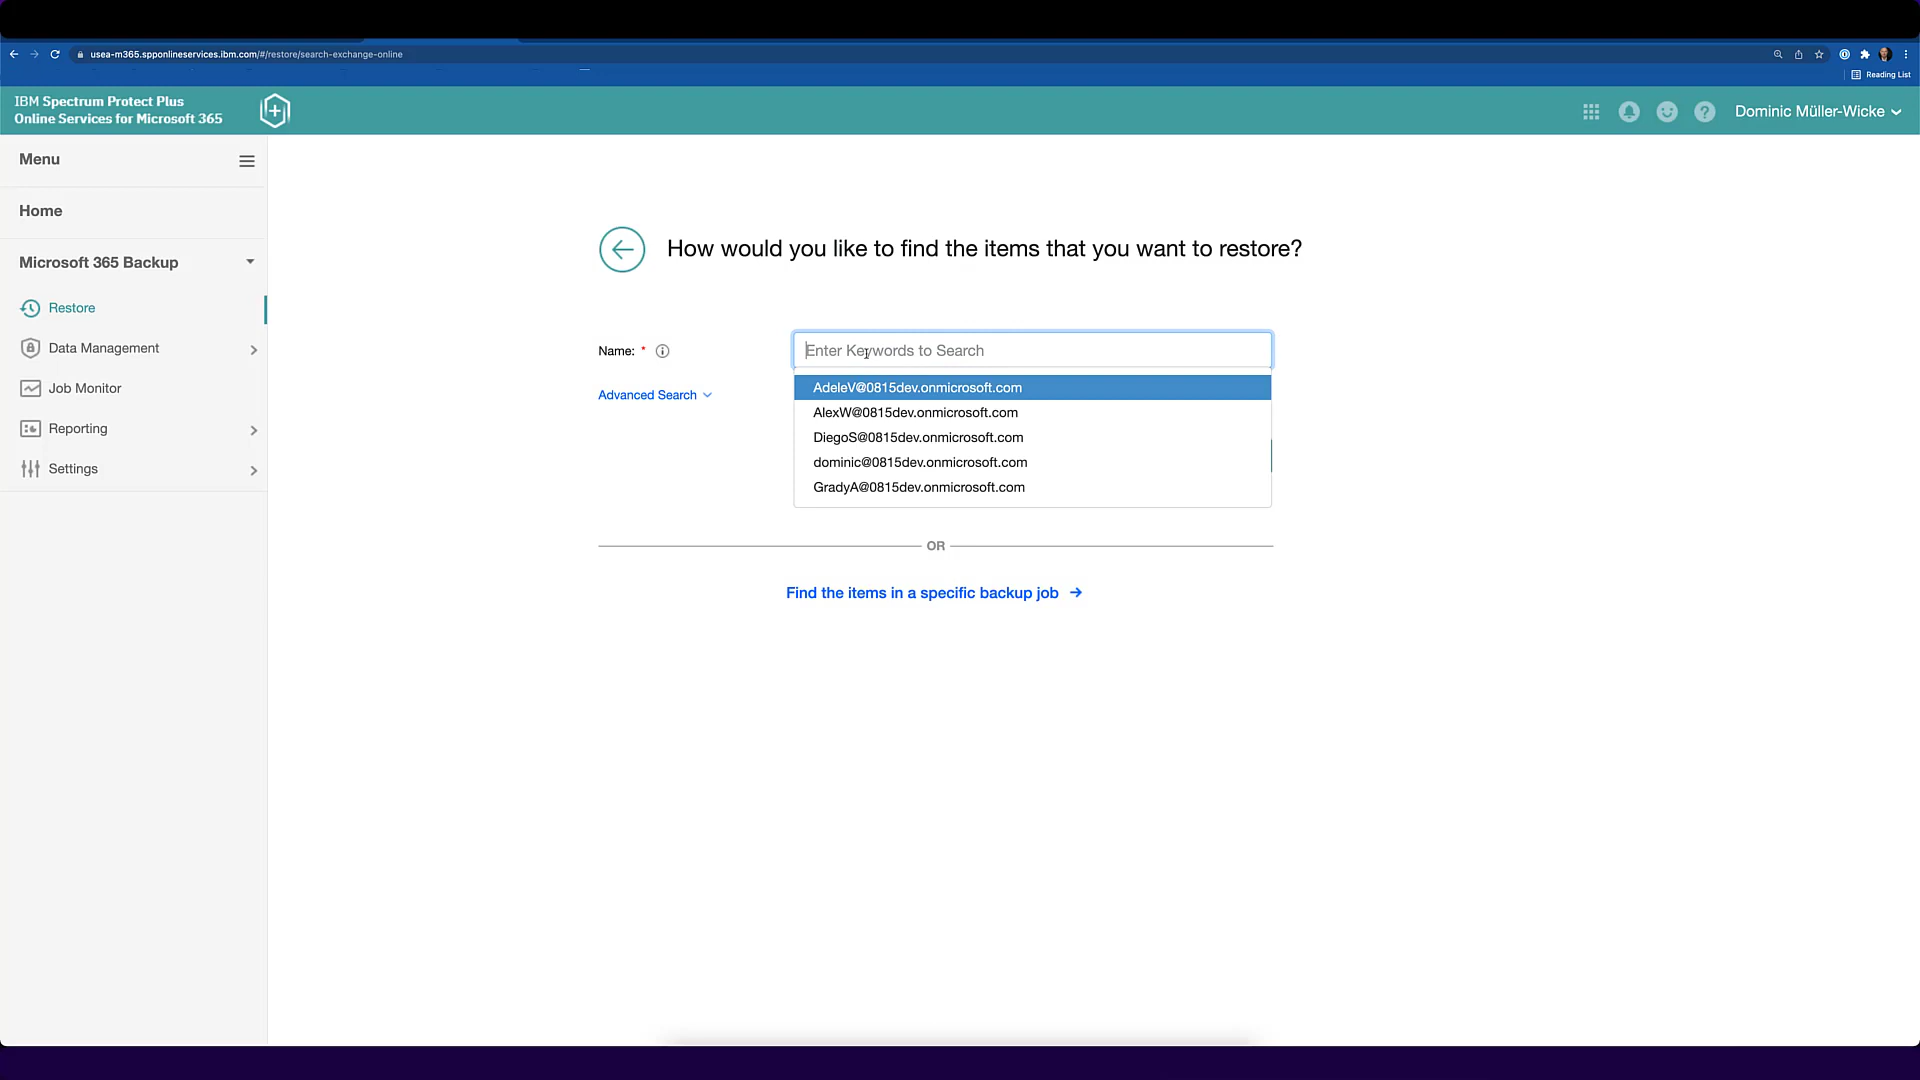 usea-m365.spponlineservices.ibm.com/#/restore/search-exchange-online
Reading List
IBM Spectrum Protect Plus
Online Services for Microsoft 365
Dominic Müller-Wicke
Menu
Home
Microsoft 365 Backup
Restore
Data Management
Job Monitor
Reporting
Settings
How would you like to find the items that you want to restore?
Name: *
Enter Keywords to Search
Advanced Search
AdeleV@0815dev.onmicrosoft.com
AlexW@0815dev.onmicrosoft.com
DiegoS@0815dev.onmicrosoft.com
dominic@0815dev.onmicrosoft.com
GradyA@0815dev.onmicrosoft.com
OR
Find the items in a specific backup job